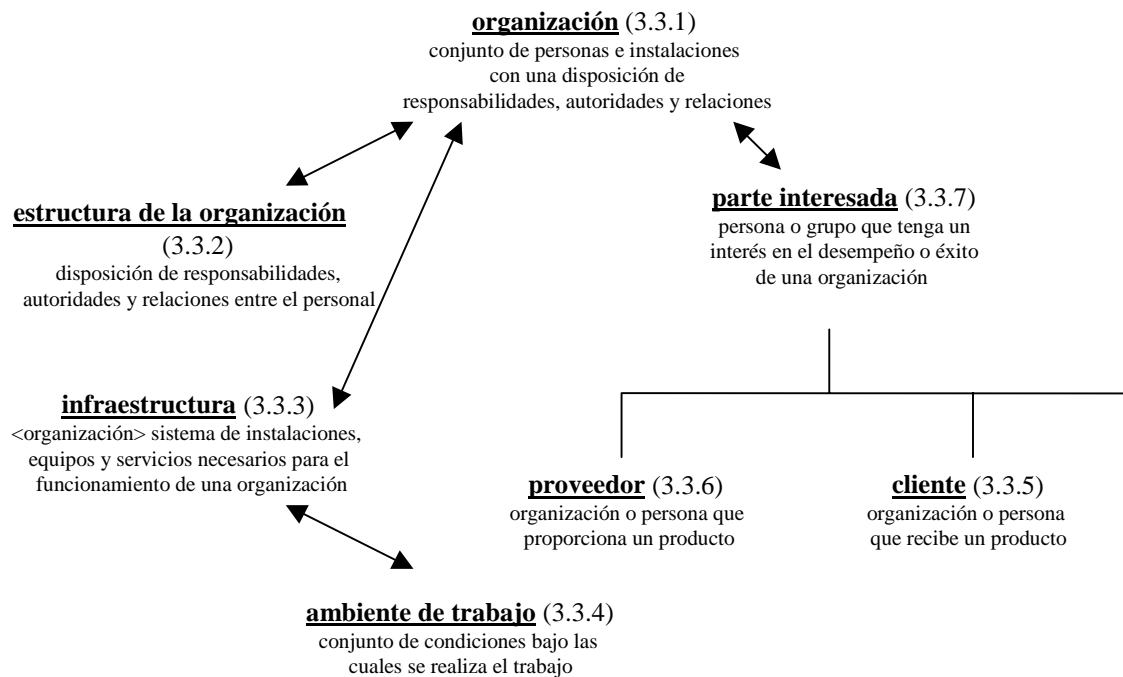 organización (3.3.1)
conjunto de personas e instalaciones
con una disposición de
responsabilidades, autoridades y relaciones
estructura de la organización
(3.3.2)
disposición de responsabilidades,
autoridades y relaciones entre el personal
parte interesada (3.3.7)
persona o grupo que tenga un
interés en el desempeño o éxito
de una organización
infraestructura (3.3.3)
<organización> sistema de instalaciones,
equipos y servicios necesarios para el
funcionamiento de una organización
proveedor (3.3.6)
organización o persona que
proporciona un producto
cliente (3.3.5)
organización o persona
que recibe un producto
ambiente de trabajo (3.3.4)
conjunto de condiciones bajo las
cuales se realiza el trabajo